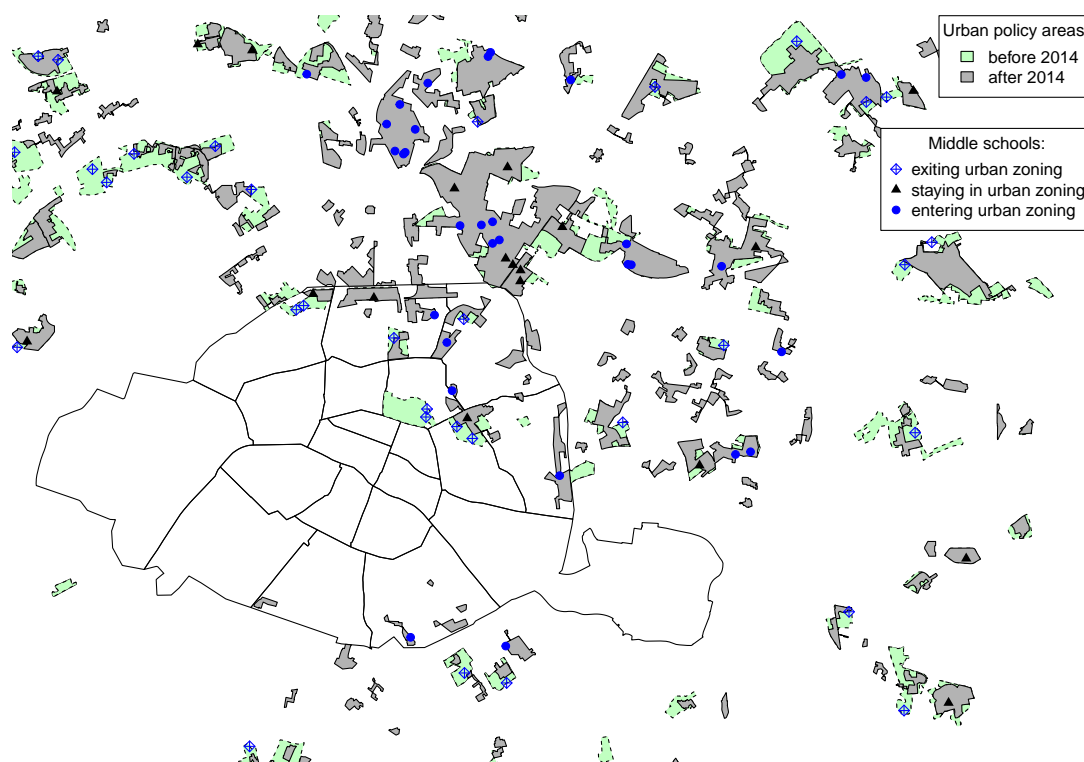 Urban policy areas
before 2014
after 2014
Middle schools:
exiting urban zoning
staying in urban zoning
entering urban zoning